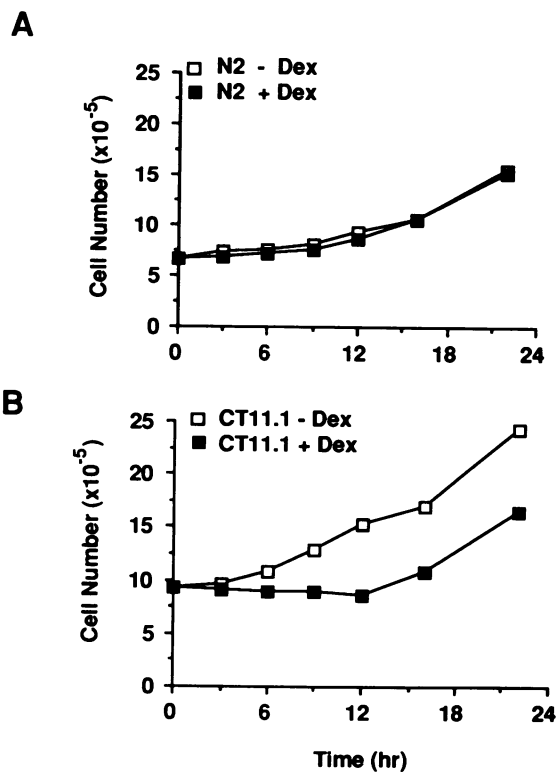 A
N2 - Dex
N2 + Dex
Cell Number (x10-5)
25
20
15
10
5
0
0 6 12 18 24
B
CT11.1 - Dex
CT11.1 + Dex
Cell Number (x10-5)
25
20
15
10
5
0
0 6 12 18 24
Time (hr)